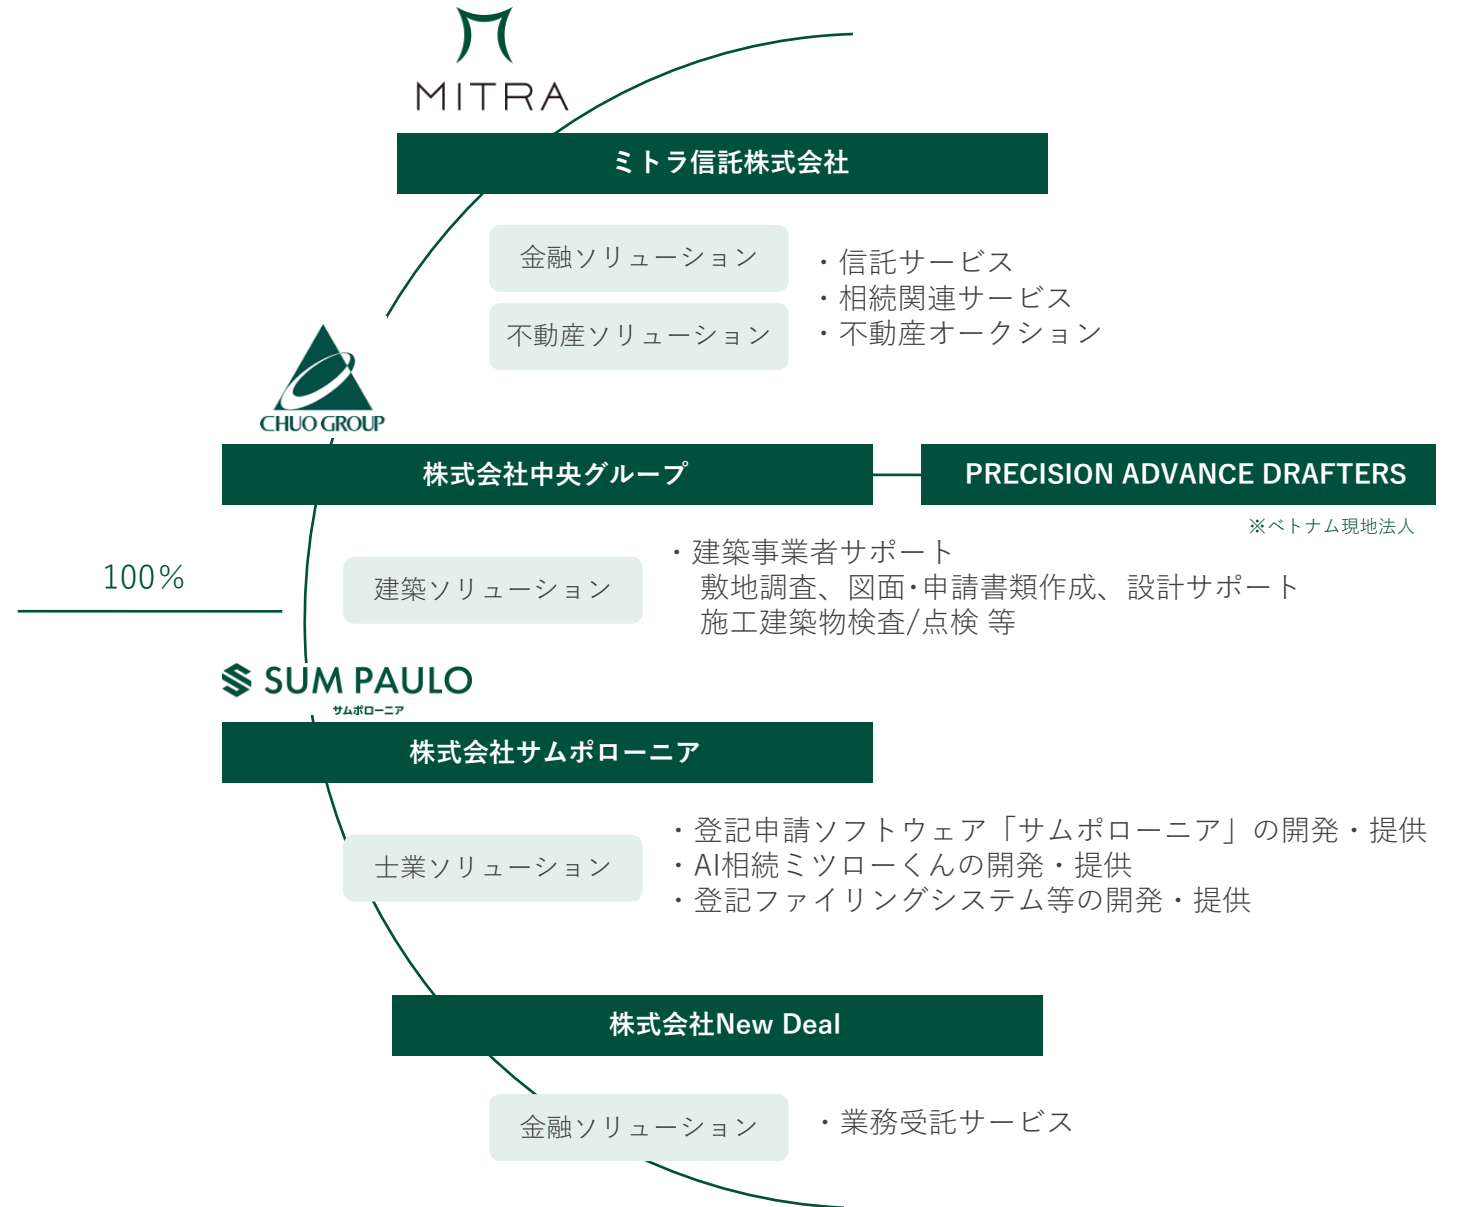 MITRA
ミトラ信託株式会社
金融ソリューション
不動産ソリューション
・信託サービス
・相続関連サービス
・不動産オークション
CHUO GROUP
株式会社中央グループ
PRECISION ADVANCE DRAFTERS
※ベトナム現地法人
100%
建築ソリューション
・建築事業者サポート
敷地調査、図面・申請書類作成、設計サポート
施工建築物検査/点検 等
SUM PAULO
サムポローニア
株式会社サムポローニア
士業ソリューション
・登記申請ソフトウェア「サムポローニア」の開発・提供
・AI相続ミツローくんの開発・提供
・登記ファイリングシステム等の開発・提供
株式会社New Deal
金融ソリューション
・業務受託サービス